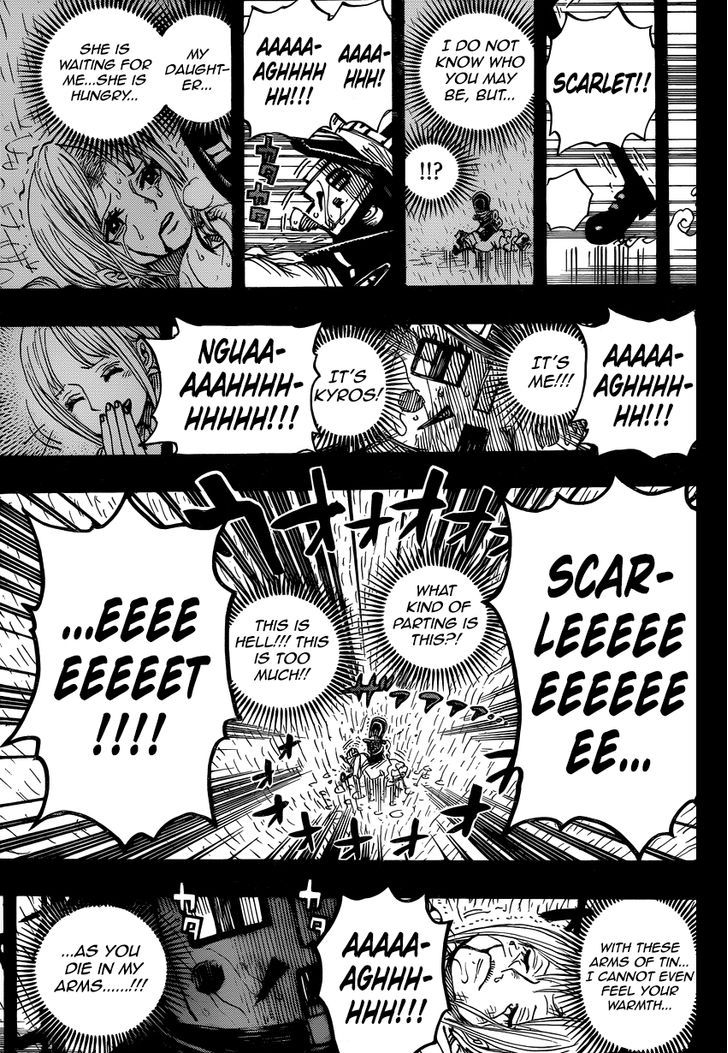 SCARLET!!
I DO NOT
KNOW WHO
YOU MAY
BE, BUT...
!!?
AAAA-
HHH!
AAAAA-
AGHHHH
HH!!!
MY
DAUGHT-
ER...
SHE IS
WAITING FOR
ME...SHE IS
HUNGRY...
AAAAA-
AGHHHH-
HH!!!
IT'S
ME!!!
IT'S
KYROS!
NGUAA-
AAAHHHH-
HHHHH!!!
SCAR-
LEEEEE
EEEEEEE
EE...
WHAT
KIND OF
PARTING
IS THIS?!
THIS IS
HELL!!! THIS
IS TOO
MUCH!!
...EEEE
EEEEEET
!!!!
WITH THESE
ARMS OF TIN...
I CANNOT EVEN
FEEL YOUR
WARMTH...
AAAAA-
AGHHH-
HHH!!!
...AS YOU
DIE IN MY
ARMS......!!!